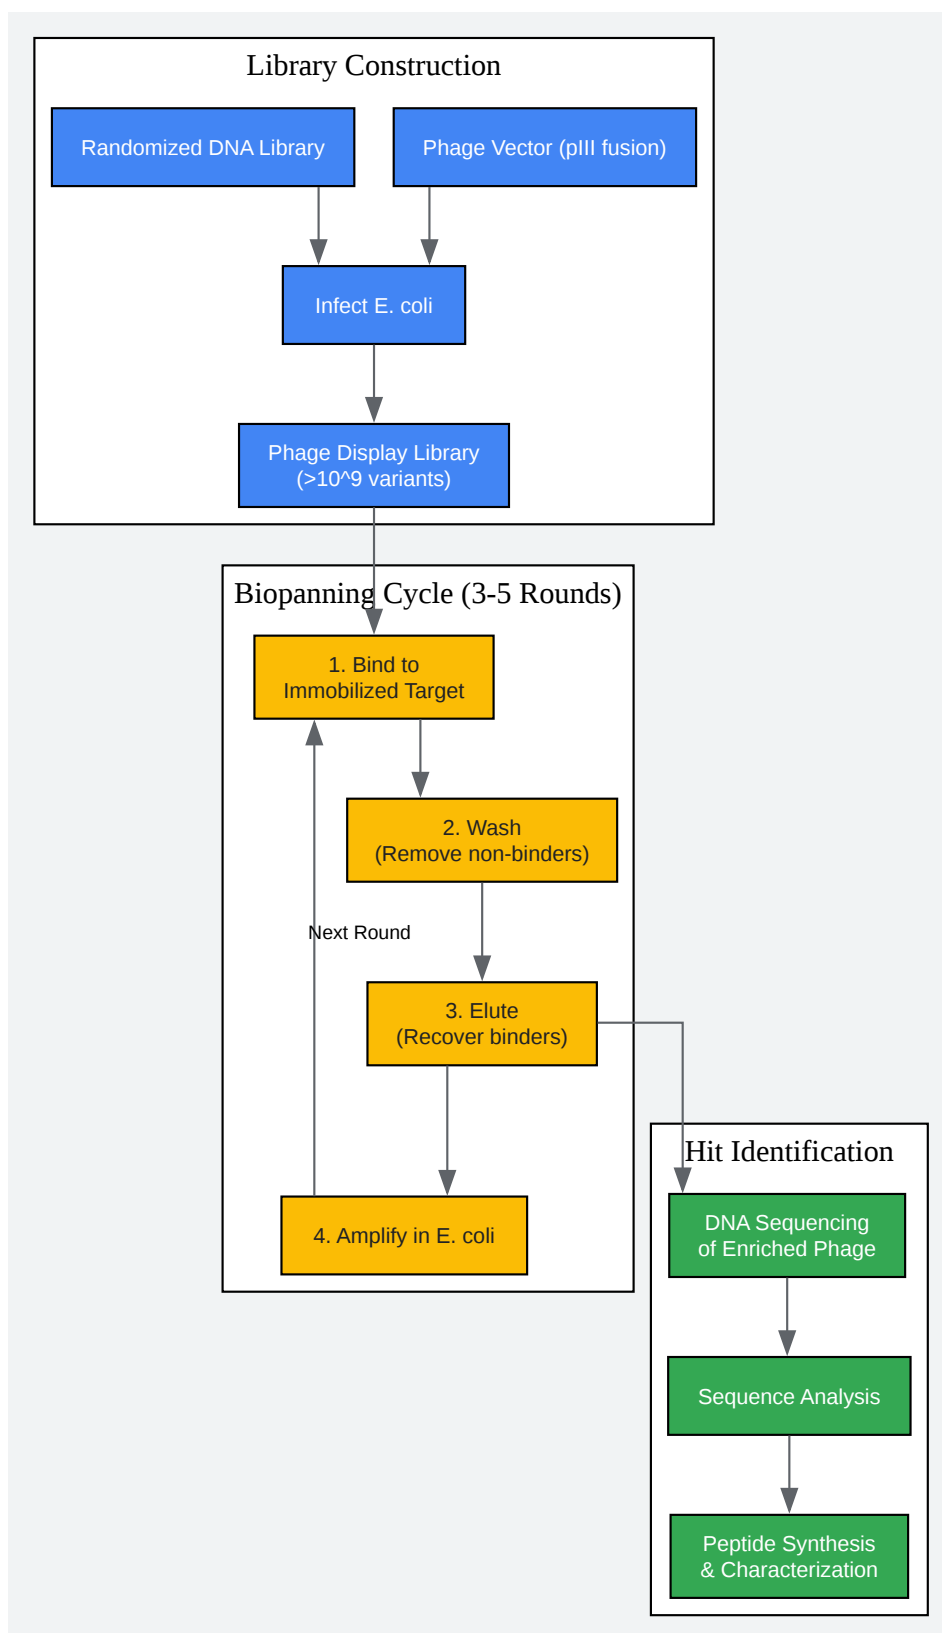 Library Construction
Randomized DNA Library
Phage Vector (pIII fusion)
Infect E. coli
Phage Display Library
(>10^9 variants)
Biopanning Cycle (3-5 Rounds)
1. Bind to
Immobilized Target
2. Wash
(Remove non-binders)
Next Round
3. Elute
(Recover binders)
4. Amplify in E. coli
Hit Identification
DNA Sequencing
of Enriched Phage
Sequence Analysis
Peptide Synthesis
& Characterization